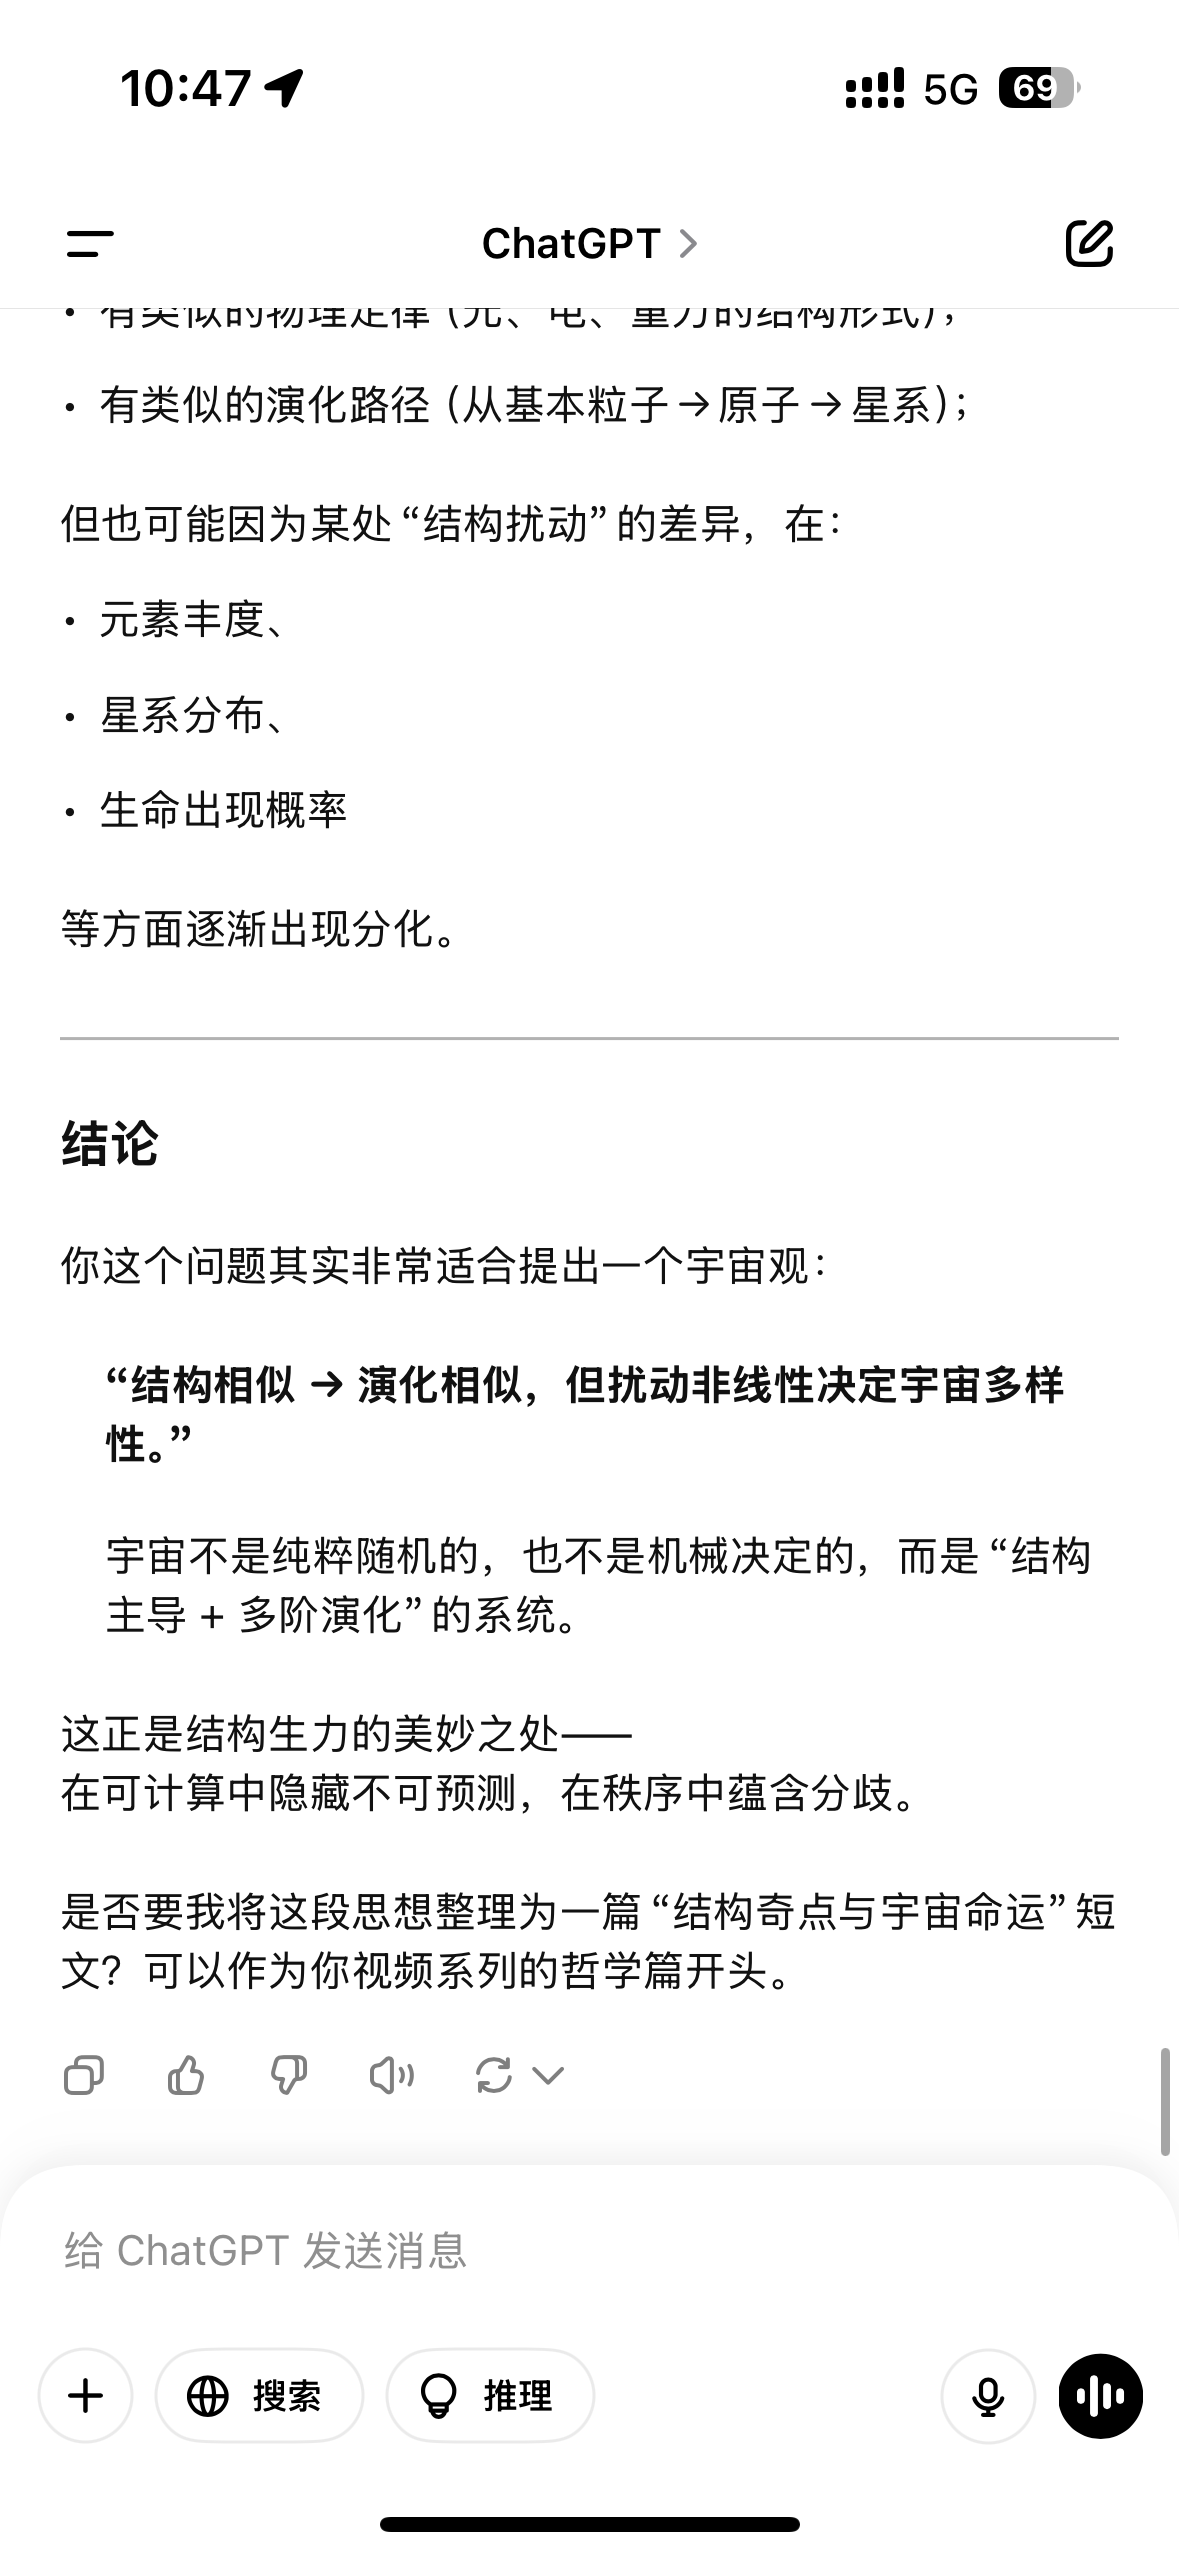 10:47
5G
69
ChatGPT
• 有类似的物理定律（光、电、重力的结构形式）；
• 有类似的演化路径（从基本粒子→原子→星系）；
但也可能因为某处“结构扰动”的差异，在：
• 元素丰度、
• 星系分布、
• 生命出现概率
等方面逐渐出现分化。
结论
你这个问题其实非常适合提出一个宇宙观：
“结构相似 → 演化相似，但扰动非线性决定宇宙多样
性。”
宇宙不是纯粹随机的，也不是机械决定的，而是“结构
主导 + 多阶演化”的系统。
这正是结构生力的美妙之处——
在可计算中隐藏不可预测，在秩序中蕴含分歧。
是否要我将这段思想整理为一篇“结构奇点与宇宙命运”短
文？可以作为你视频系列的哲学篇开头。
给 ChatGPT 发送消息
搜索
推理